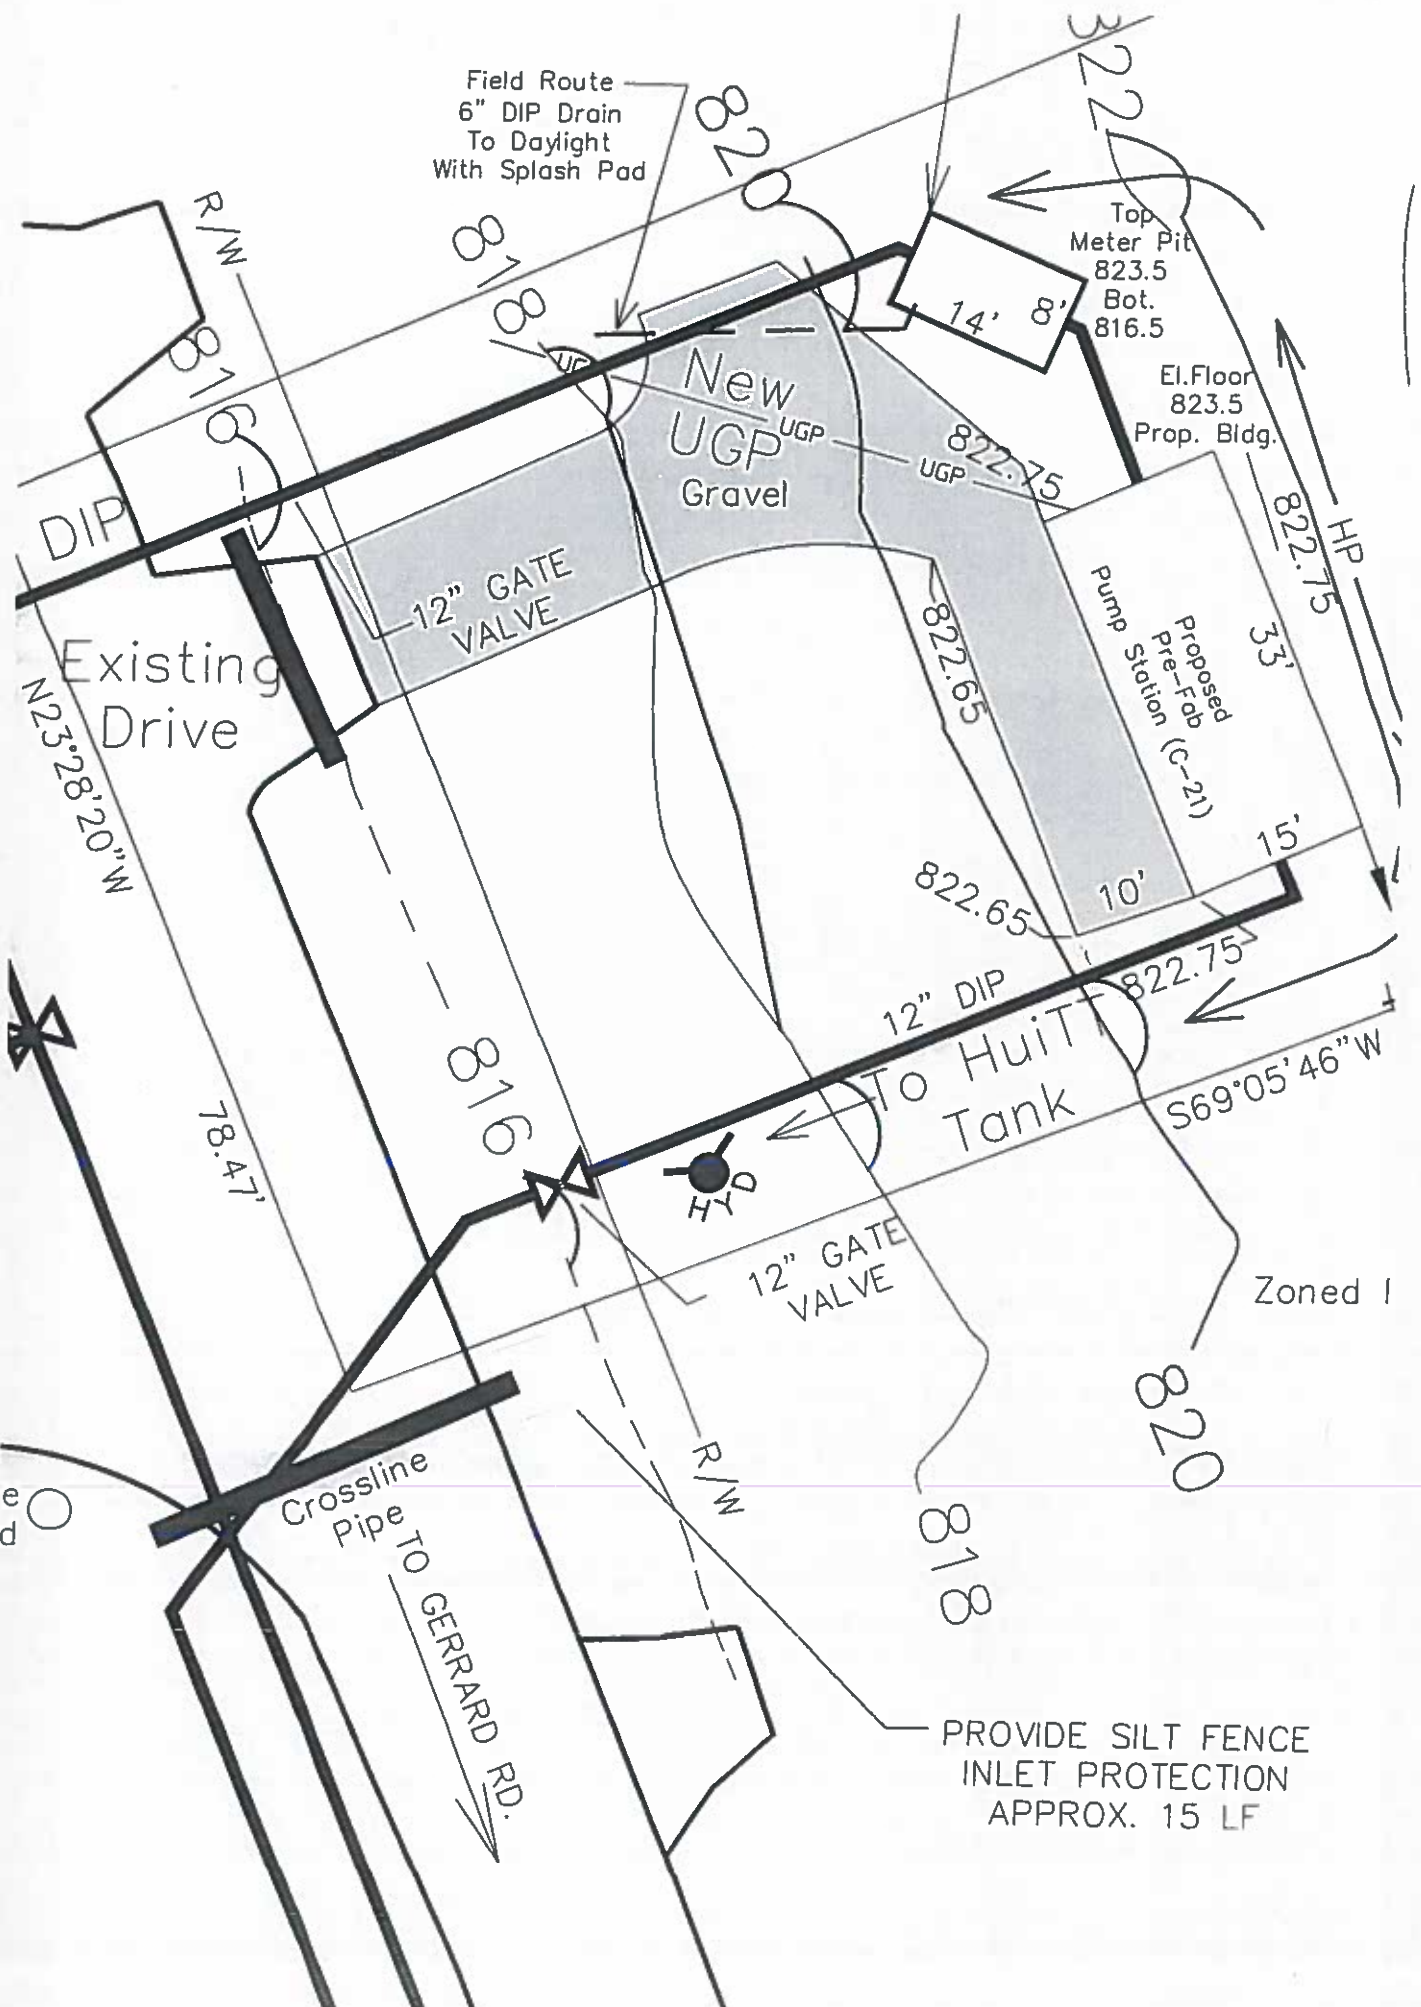 Field Route
6" DIP Drain
To Daylight
With Splash Pad
820
822
R/W
818
Top
Meter Pit
823.5
Bot.
816.5
14'
8'
816
El.Floor
823.5
Prop. Bldg.
New
UGP
Gravel
UGP
UGP
822.75
822.75
HP
DIP
12" GATE
VALVE
Existing
Drive
822.65
Proposed
Pre-Fab
Pump Station (C-21)
33'
N23°28'20"W
15'
10'
822.65
822.75
12" DIP
To HuiTT
Tank
S69°05'46"W
816
78.47'
HYD
12" GATE
VALVE
Zoned I
820
R/W
818
Crossline
Pipe
TO GERRARD RD.
PROVIDE SILT FENCE
INLET PROTECTION
APPROX. 15 LF